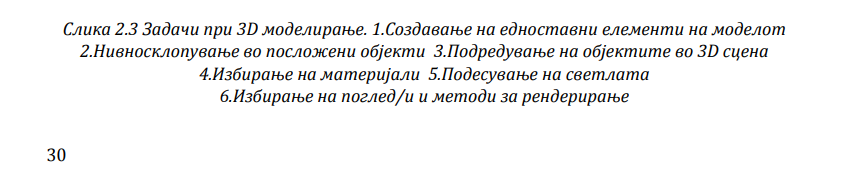 Слика 2.3 Задачи при 3D моделирање. 1.Создавање на едноставни елементи на моделот
2.Нивносклопување во посложени објекти 3.Подредување на објектите во 3D сцена
4.Избирање на материјали 5.Подесување на светлата
6.Избирање на поглед/и и методи за рендерирање
30